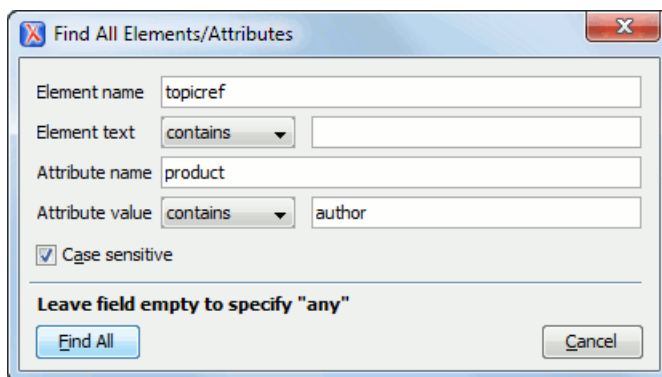 Find All Elements/Attributes
Element name topicref
Element text contains
Attribute name product
Attribute value contains author
Case sensitive
Leave field empty to specify "any"
Find All Cancel